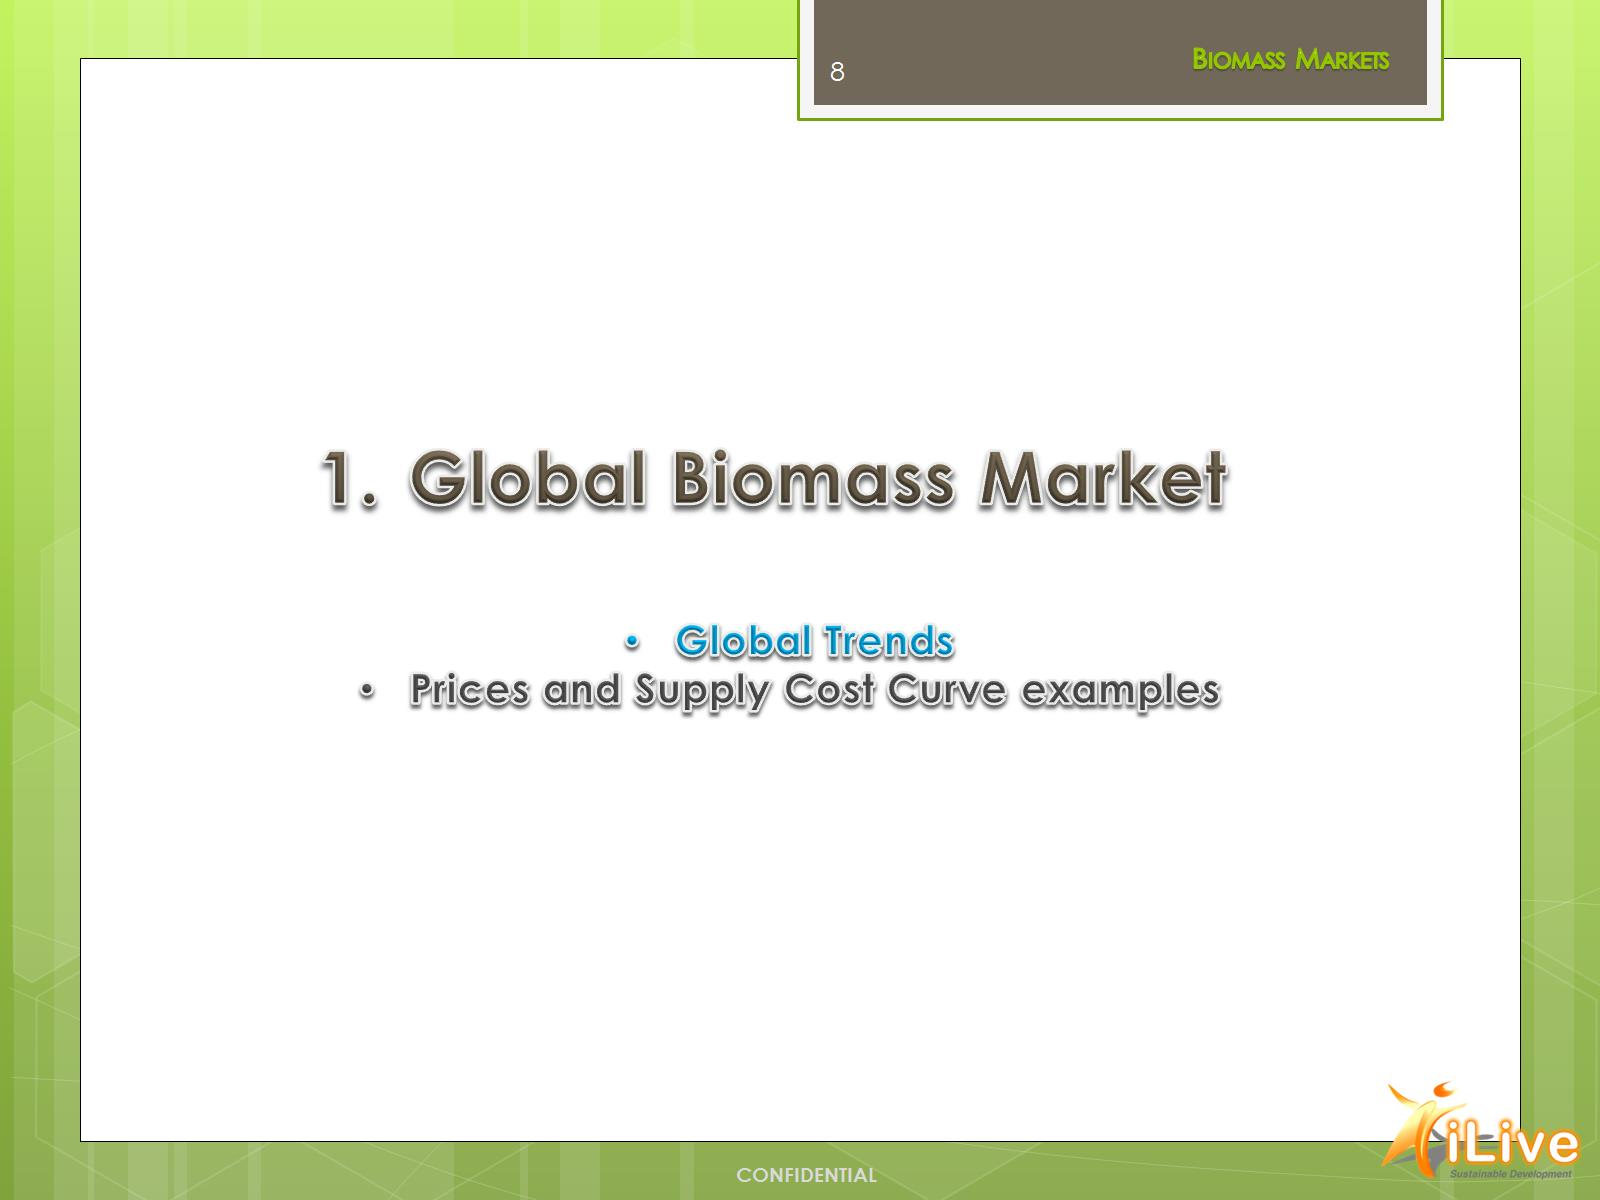 8
Biomass Markets
1. Global Biomass Market
• Global Trends
• Prices and Supply Cost Curve examples
iLive
Sustainable Development
CONFIDENTIAL